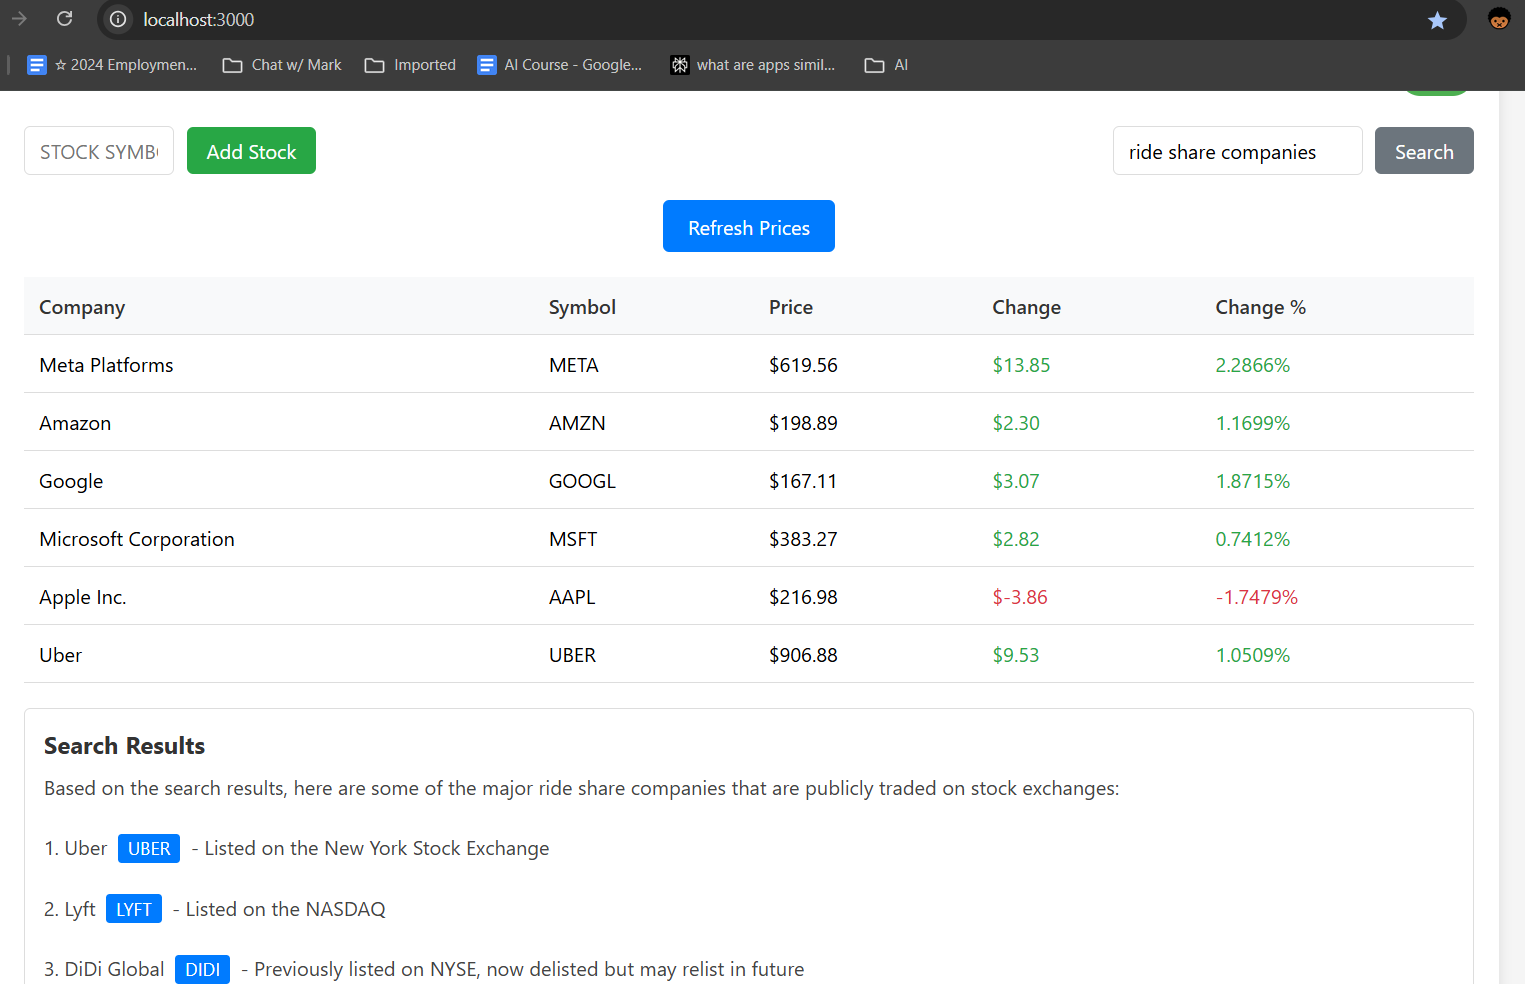 localhost:3000
☆ 2024 Employmen... Chat w/ Mark Imported AI Course - Google... what are apps simil... AI
STOCK SYMB Add Stock ride share companies Search
Refresh Prices
Company Symbol Price Change Change %
Meta Platforms META $619.56 $13.85 2.2866%
Amazon AMZN $198.89 $2.30 1.1699%
Google GOOGL $167.11 $3.07 1.8715%
Microsoft Corporation MSFT $383.27 $2.82 0.7412%
Apple Inc. AAPL $216.98 $-3.86 -1.7479%
Uber UBER $906.88 $9.53 1.0509%
Search Results
Based on the search results, here are some of the major ride share companies that are publicly traded on stock exchanges:
1. Uber UBER - Listed on the New York Stock Exchange
2. Lyft LYFT - Listed on the NASDAQ
3. DiDi Global DIDI - Previously listed on NYSE, now delisted but may relist in future